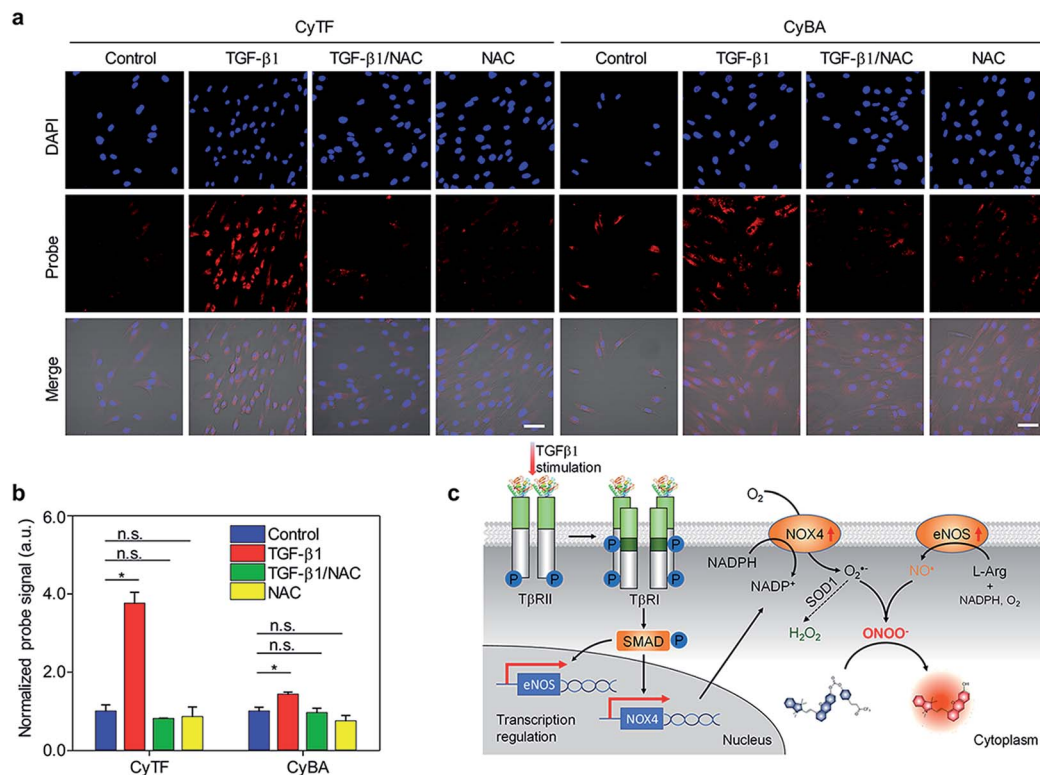 a
CyTF
CyBA
Control
TGF-β1
TGF-β1/NAC
NAC
Control
TGF-β1
TGF-β1/NAC
NAC
DAPI
Probe
Merge
b
Normalized probe signal (a.u.)
6.0
4.0
2.0
0.0
n.s.
n.s.
*
n.s.
n.s.
*
Control
TGF-β1
TGF-β1/NAC
NAC
CyTF
CyBA
c
TGFβ1
stimulation
P
P
P
P
P
P
TβRII
TβRI
SMAD
P
eNOS
NOX4
Transcription
regulation
Nucleus
O₂
NOX4
NADPH
NADP⁺
O₂•-
SOD1
H₂O₂
eNOS
NO•
L-Arg
+
NADPH, O₂
ONOO⁻
OH
Cytoplasm